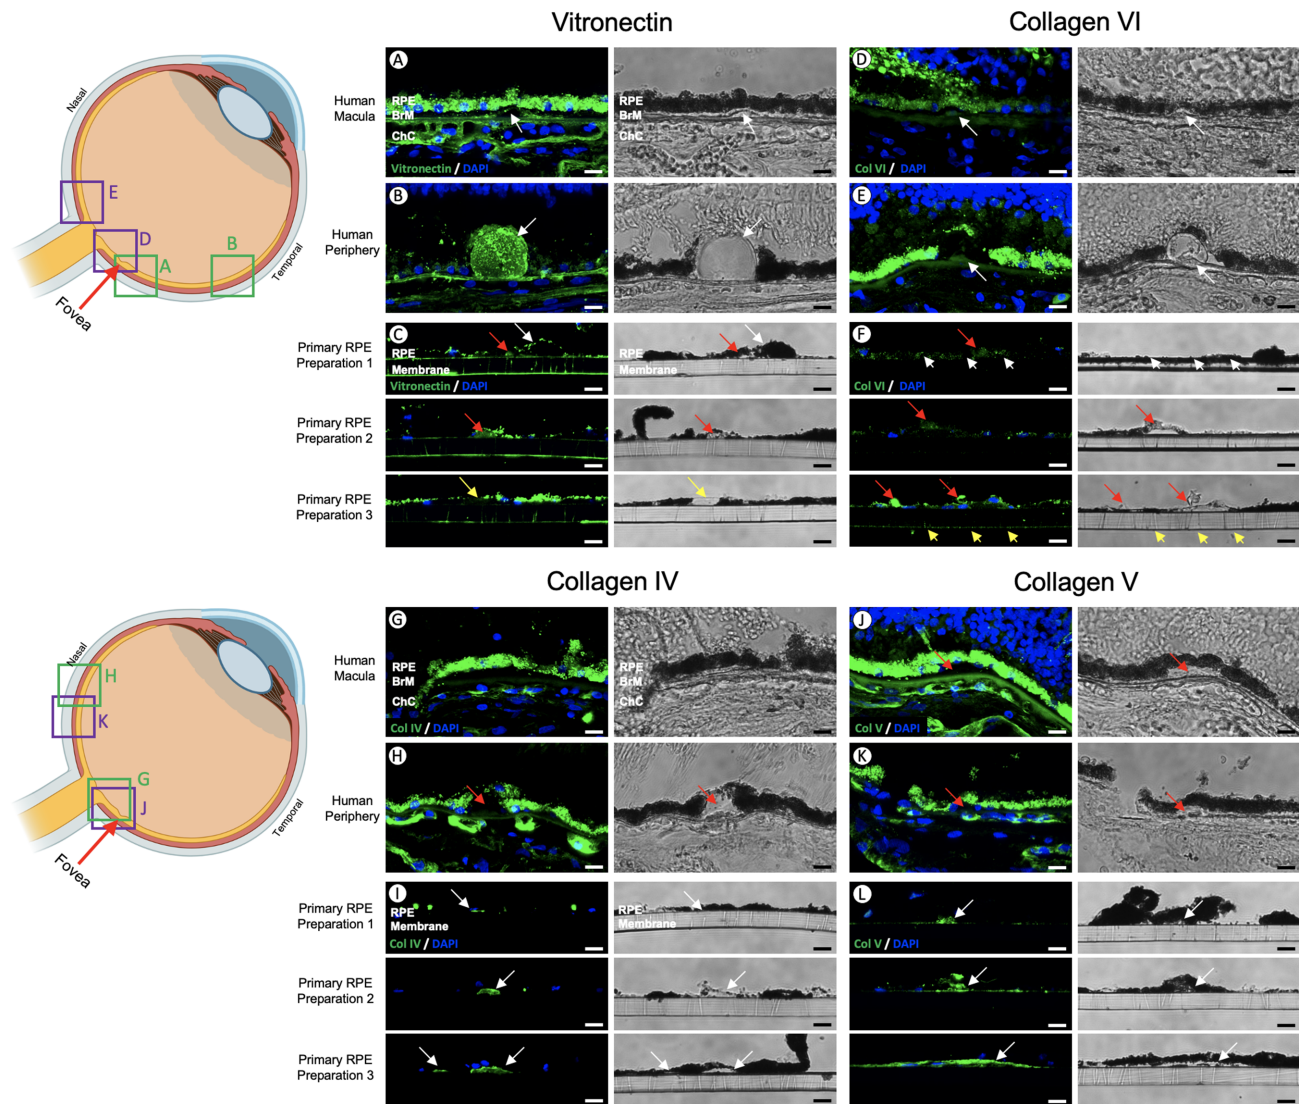 Vitronectin
Collagen VI
Nasal
Temporal
Fovea
E
D
A
B
Human
Macula
A
RPE
BrM
ChC
Vitronectin / DAPI
RPE
BrM
ChC
D
Col VI / DAPI
Human
Periphery
B
E
Primary RPE
Preparation 1
C
RPE
Membrane
Vitronectin / DAPI
RPE
Membrane
F
Col VI / DAPI
Primary RPE
Preparation 2
Primary RPE
Preparation 3
Collagen IV
Collagen V
Nasal
Temporal
Fovea
H
K
G
J
Human
Macula
G
RPE
BrM
ChC
Col IV / DAPI
RPE
BrM
ChC
J
Col V / DAPI
Human
Periphery
H
K
Primary RPE
Preparation 1
I
RPE
Membrane
Col IV / DAPI
RPE
Membrane
L
Col V / DAPI
Primary RPE
Preparation 2
Primary RPE
Preparation 3